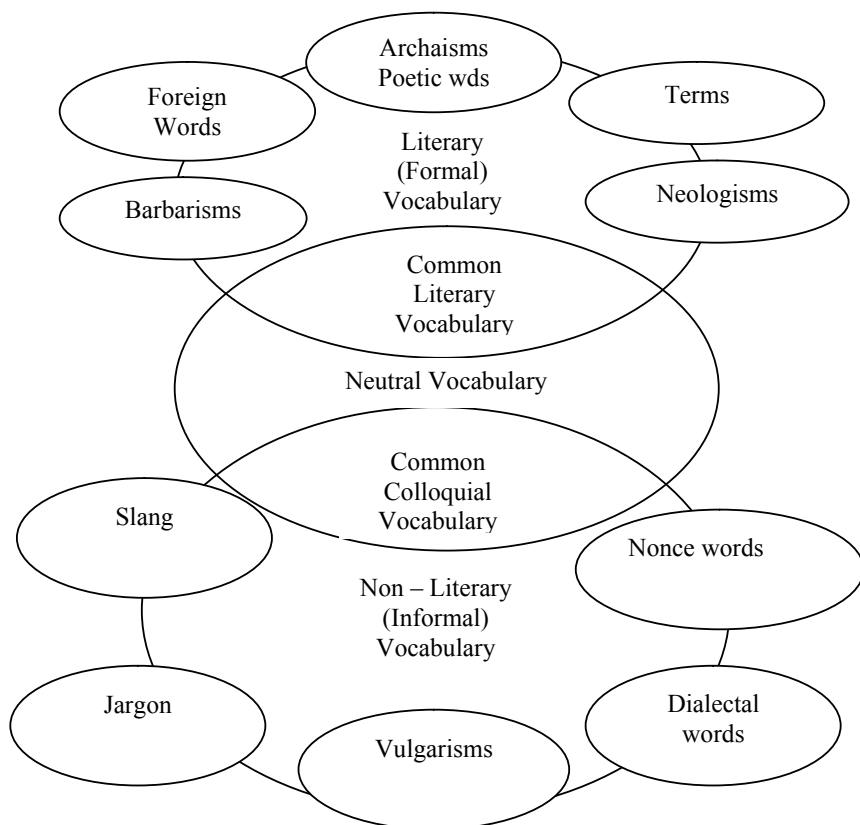 Archaisms
Poetic wds
Foreign
Words
Terms
Literary
(Formal)
Vocabulary
Barbarisms
Neologisms
Common
Literary
Vocabulary
Neutral Vocabulary
Common
Colloquial
Vocabulary
Slang
Nonce words
Non – Literary
(Informal)
Vocabulary
Jargon
Dialectal
words
Vulgarisms